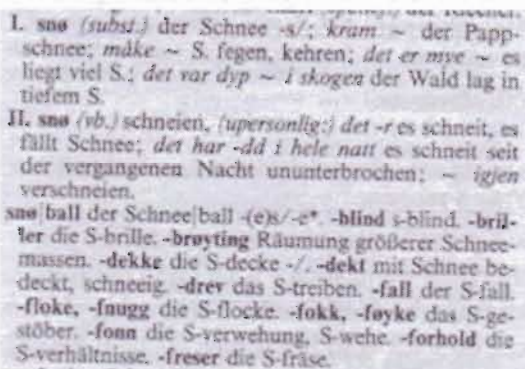 I. snø (subst.) der Schnee -s/; kram ~ der Papp-
schnee; måke ~ S. fegen, kehren; det er mye ~ es
liegt viel S.; det var dyp ~ i skogen der Wald lag in
tiefem S.
II. snø (vb.) schneien, (upersonlig:) det -r es schneit, es
fällt Schnee; det har -dd i hele natt es schneit seit
der vergangenen Nacht ununterbrochen; ~ igjen
verschneien.
snø|ball der Schnee|ball -(e)s/-e*. -blind s-blind. -bril-
ler die S-brille. -brøyting Räumung größerer Schnee-
massen. -dekke die S-decke -/. -dekt mit Schnee be-
deckt, schneeig. -drev das S-treiben. -fall der S-fall.
-floke, -fnugg die S-flocke. -fokk, -føyke das S-ge-
stöber. -fonn die S-verwehung, S-wehe. -forhold die
S-verhältnisse. -freser die S-fräse.